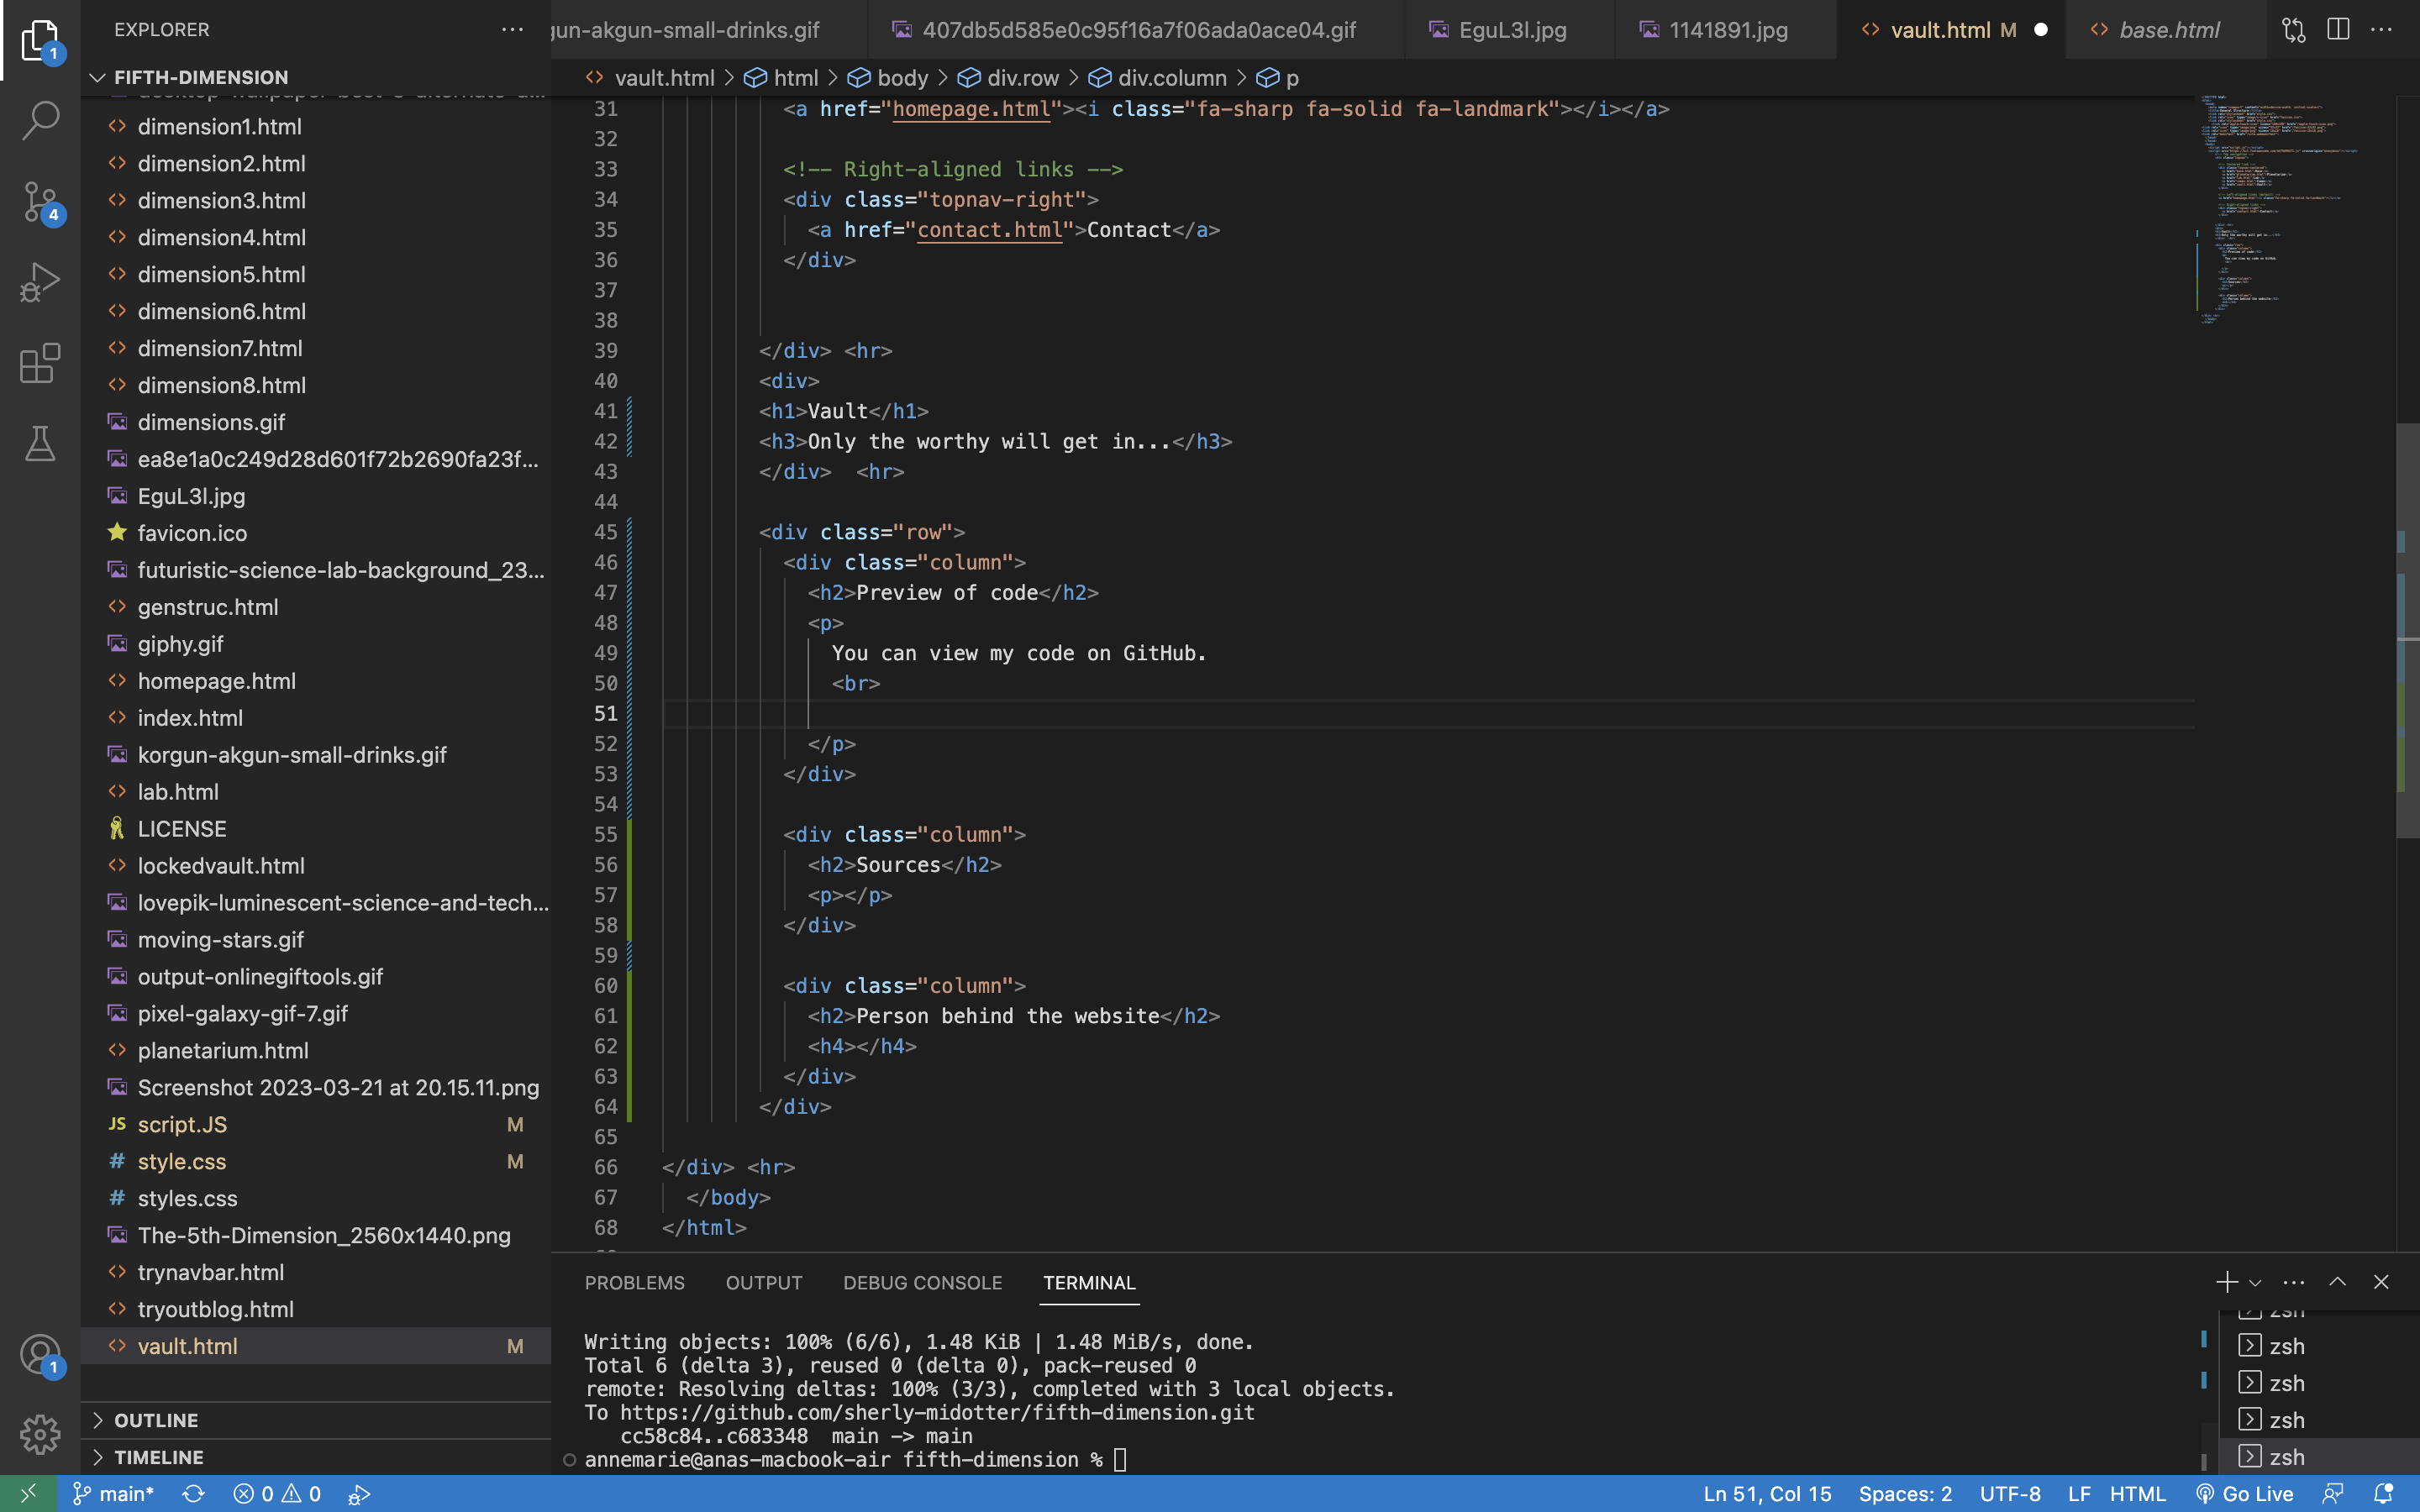 EXPLORER
FIFTH-DIMENSION
dimension1.html
dimension2.html
dimension3.html
dimension4.html
dimension5.html
dimension6.html
dimension7.html
dimension8.html
dimensions.gif
ea8e1a0c249d28d601f72b2690fa23f...
EguL3l.jpg
favicon.ico
futuristic-science-lab-background_23...
genstruc.html
giphy.gif
homepage.html
index.html
korgun-akgun-small-drinks.gif
lab.html
LICENSE
lockedvault.html
lovepik-luminescent-science-and-tech...
moving-stars.gif
output-onlinegiftools.gif
pixel-galaxy-gif-7.gif
planetarium.html
Screenshot 2023-03-21 at 20.15.11.png
JS script.JS M
# style.css M
# styles.css
The-5th-Dimension_2560x1440.png
trynavbar.html
tryoutblog.html
vault.html M
OUTLINE
TIMELINE
1
4
1
gun-akgun-small-drinks.gif 407db5d585e0c95f16a7f06ada0ace04.gif EguL3l.jpg 1141891.jpg vault.html M base.html
vault.html > html > body > div.row > div.column > p
31 <a href="homepage.html"><i class="fa-sharp fa-solid fa-landmark"></i></a>
32
33 <!-- Right-aligned links -->
34 <div class="topnav-right">
35 <a href="contact.html">Contact</a>
36 </div>
37
38
39 </div> <hr>
40 <div>
41 <h1>Vault</h1>
42 <h3>Only the worthy will get in...</h3>
43 </div>  <hr>
44
45 <div class="row">
46 <div class="column">
47 <h2>Preview of code</h2>
48 <p>
49 You can view my code on GitHub.
50 <br>
51
52 </p>
53 </div>
54
55 <div class="column">
56 <h2>Sources</h2>
57 <p></p>
58 </div>
59
60 <div class="column">
61 <h2>Person behind the website</h2>
62 <h4></h4>
63 </div>
64 </div>
65
66 </div> <hr>
67 </body>
68 </html>
PROBLEMS OUTPUT DEBUG CONSOLE TERMINAL
Writing objects: 100% (6/6), 1.48 KiB | 1.48 MiB/s, done.
Total 6 (delta 3), reused 0 (delta 0), pack-reused 0
remote: Resolving deltas: 100% (3/3), completed with 3 local objects.
To https://github.com/sherly-midotter/fifth-dimension.git
cc58c84..c683348  main -> main
annemarie@anas-macbook-air fifth-dimension %
zsh
zsh
zsh
zsh
zsh
main* 0 0 Ln 51, Col 15 Spaces: 2 UTF-8 LF HTML Go Live